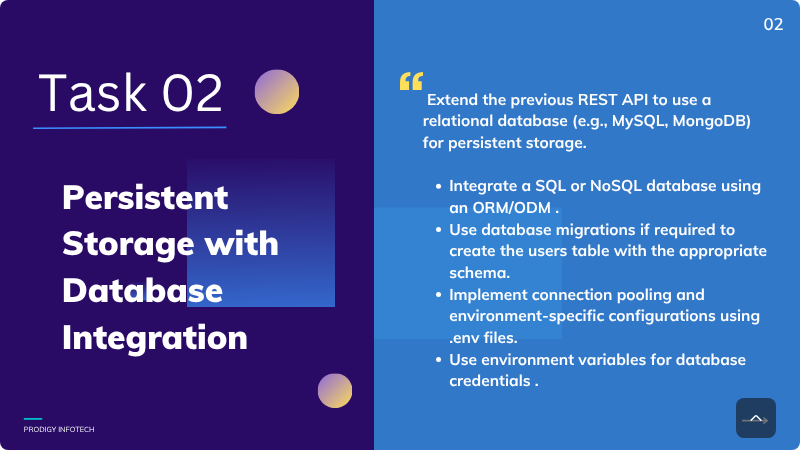 02
Task 02
Persistent
Storage with
Database
Integration
PRODIGY INFOTECH
“
Extend the previous REST API to use a
relational database (e.g., MySQL, MongoDB)
for persistent storage.
• Integrate a SQL or NoSQL database using
an ORM/ODM .
• Use database migrations if required to
create the users table with the appropriate
schema.
• Implement connection pooling and
environment-specific configurations using
.env files.
• Use environment variables for database
credentials .